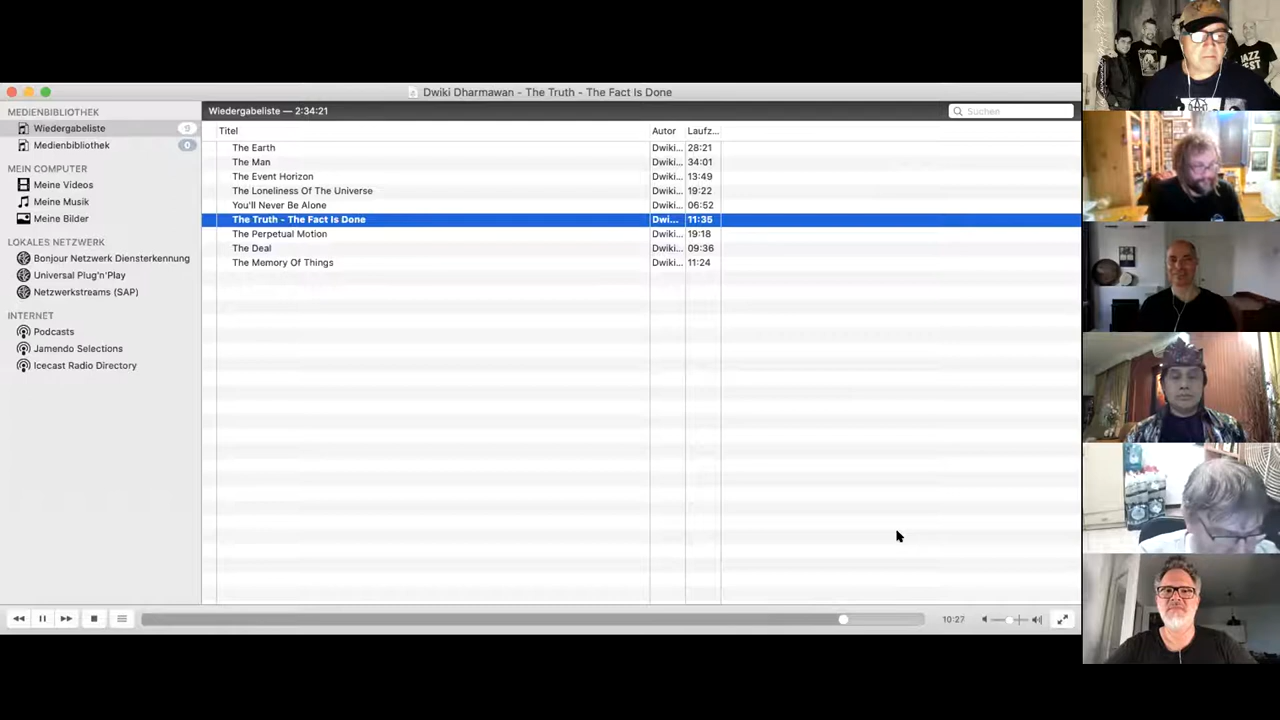 Dwiki Dharmawan - The Truth - The Fact Is Done
MEDIENBIBLIOTHEK
Wiedergabeliste 9
Medienbibliothek 0
MEIN COMPUTER
Meine Videos
Meine Musik
Meine Bilder
LOKALES NETZWERK
Bonjour Netzwerk Diensterkennung
Universal Plug'n'Play
Netzwerkstreams (SAP)
INTERNET
Podcasts
Jamendo Selections
Icecast Radio Directory
Wiedergabeliste — 2:34:21
Suchen
Titel Autor Laufz...
The Earth Dwiki... 28:21
The Man Dwiki... 34:01
The Event Horizon Dwiki... 13:49
The Loneliness Of The Universe Dwiki... 19:22
You'll Never Be Alone Dwiki... 06:52
The Truth - The Fact Is Done Dwi... 11:35
The Perpetual Motion Dwiki... 19:18
The Deal Dwiki... 09:36
The Memory Of Things Dwiki... 11:24
10:27
JAZZ
FEST